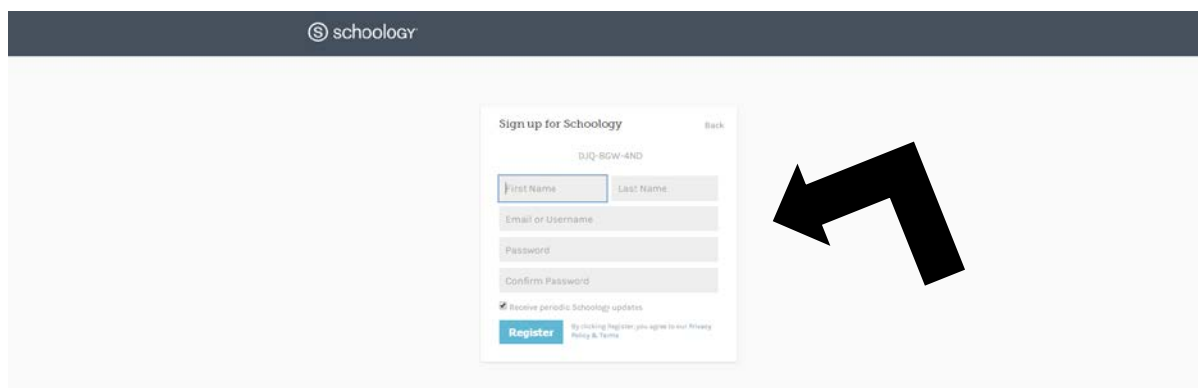 schoology
Sign up for Schoology Back
DJQ-BGW-4ND
First Name Last Name
Email or Username
Password
Confirm Password
Receive periodic Schoology updates
Register By clicking Register, you agree to our Privacy
Policy & Terms